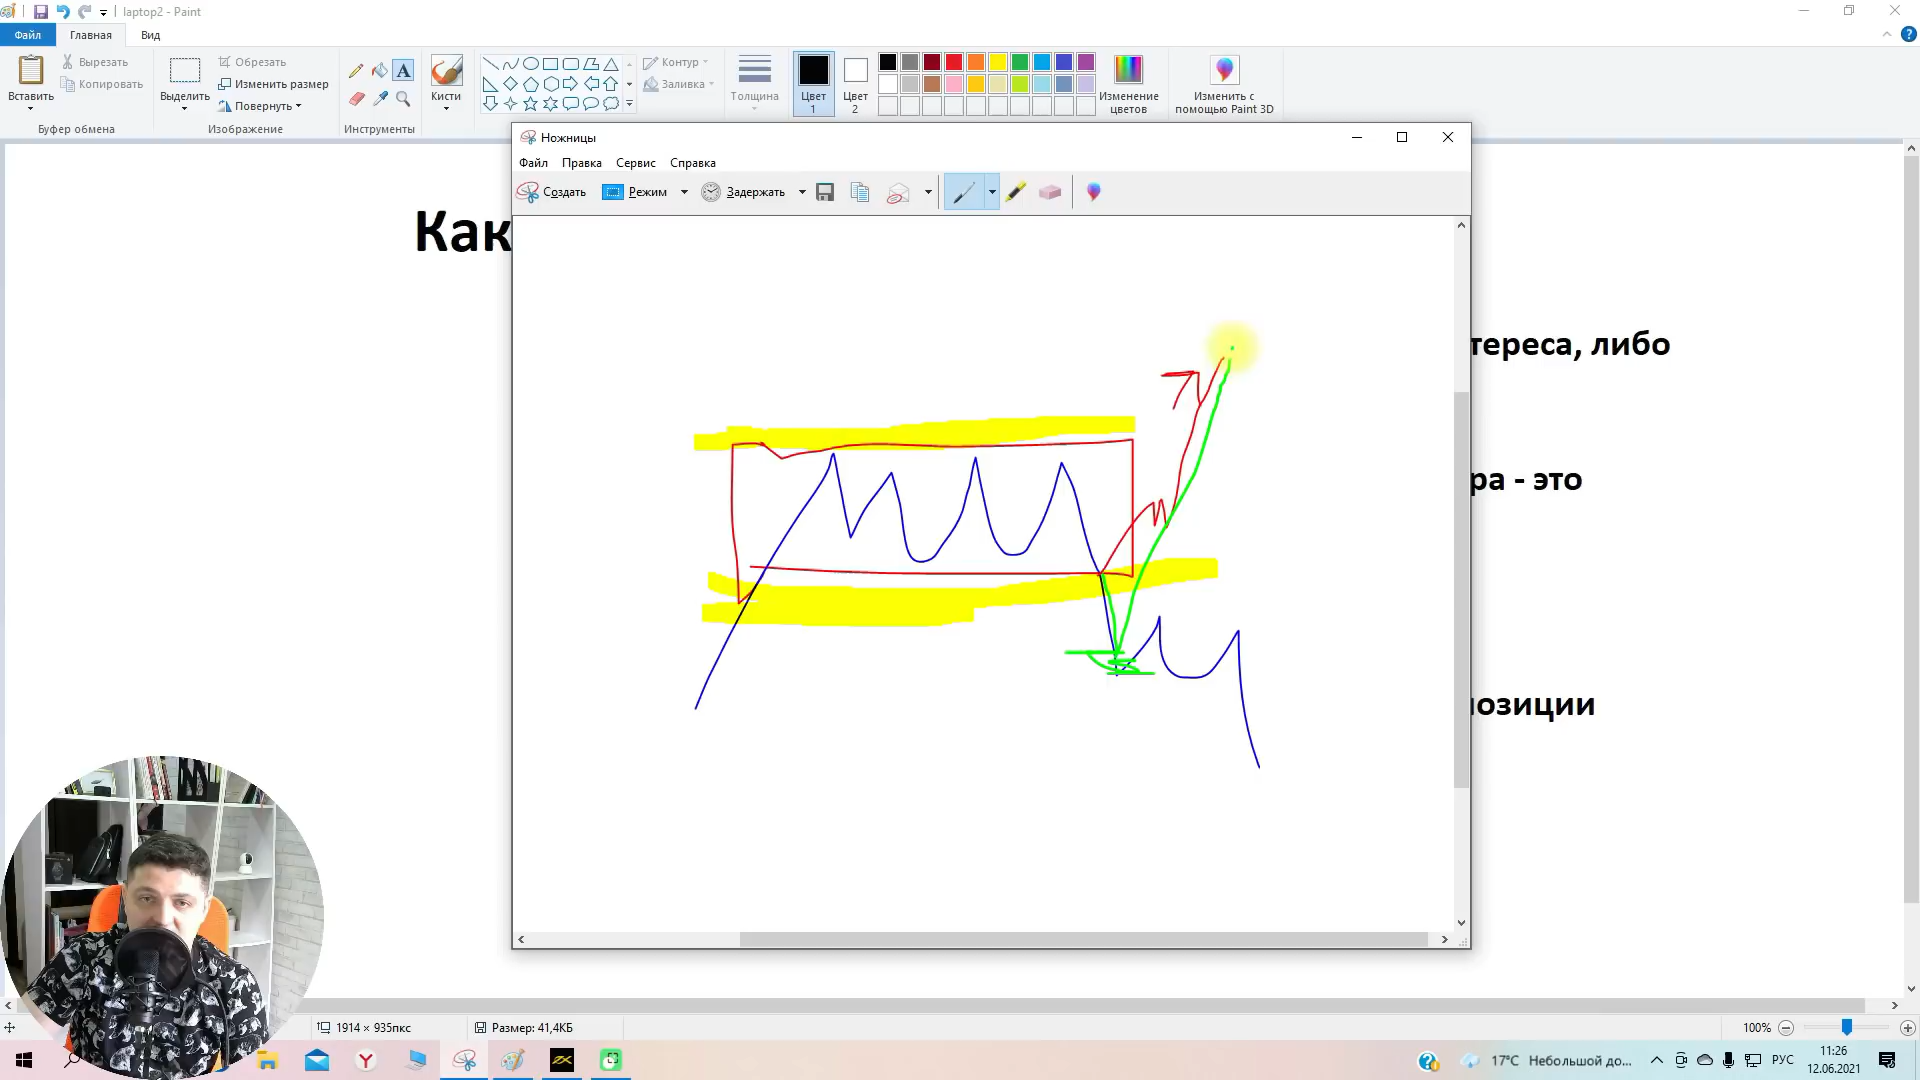 laptop2 - Paint
Файл
Главная
Вид
Вставить
Вырезать
Копировать
Буфер обмена
Выделить
Обрезать
Изменить размер
Повернуть
Изображение
A
Инструменты
Кисти
Контур
Заливка
Толщина
Цвет
1
Цвет
2
Изменение
цветов
Изменить с
помощью Paint 3D
Ножницы
Файл Правка Сервис Справка
Создать Режим Задержать
Как
тереса, либо
ра - это
позиции
1914 × 935пкс
Размер: 41,4КБ
100%
17°C Небольшой до...
РУС
11:26
12.06.2021